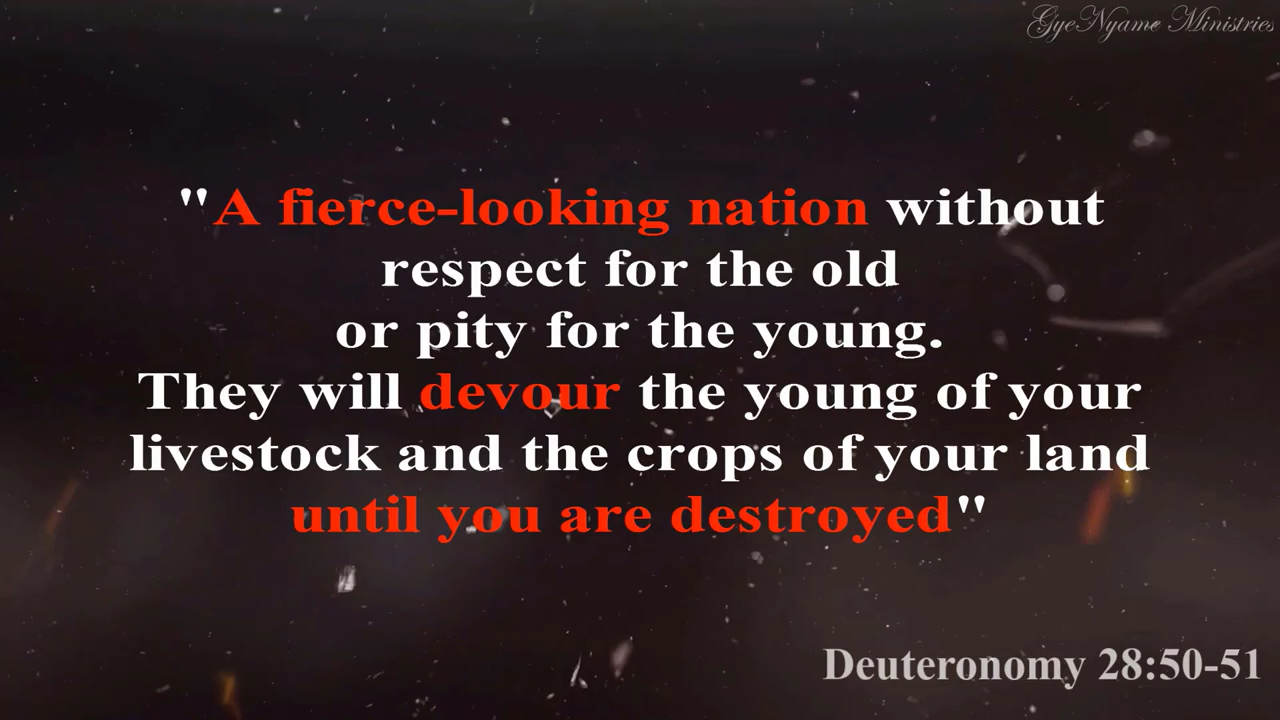 GyeNyame Ministries
"A fierce-looking nation without
respect for the old
or pity for the young.
They will devour the young of your
livestock and the crops of your land
until you are destroyed"
Deuteronomy 28:50-51